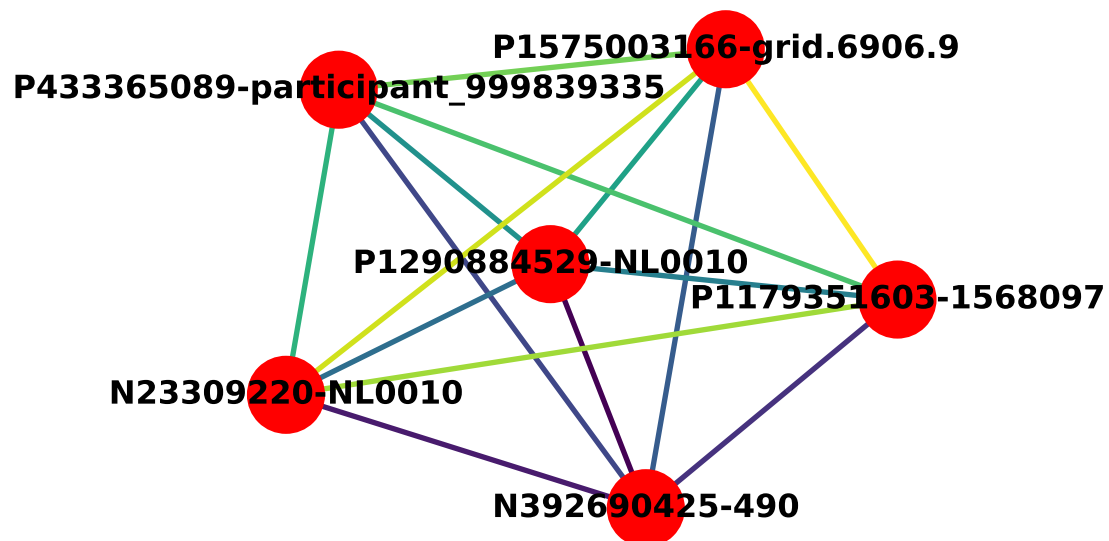 P1575003166-grid.6906.9
P433365089-participant_999839335
P1290884529-NL0010
P1179351603-1568097
N23309220-NL0010
N392690425-490